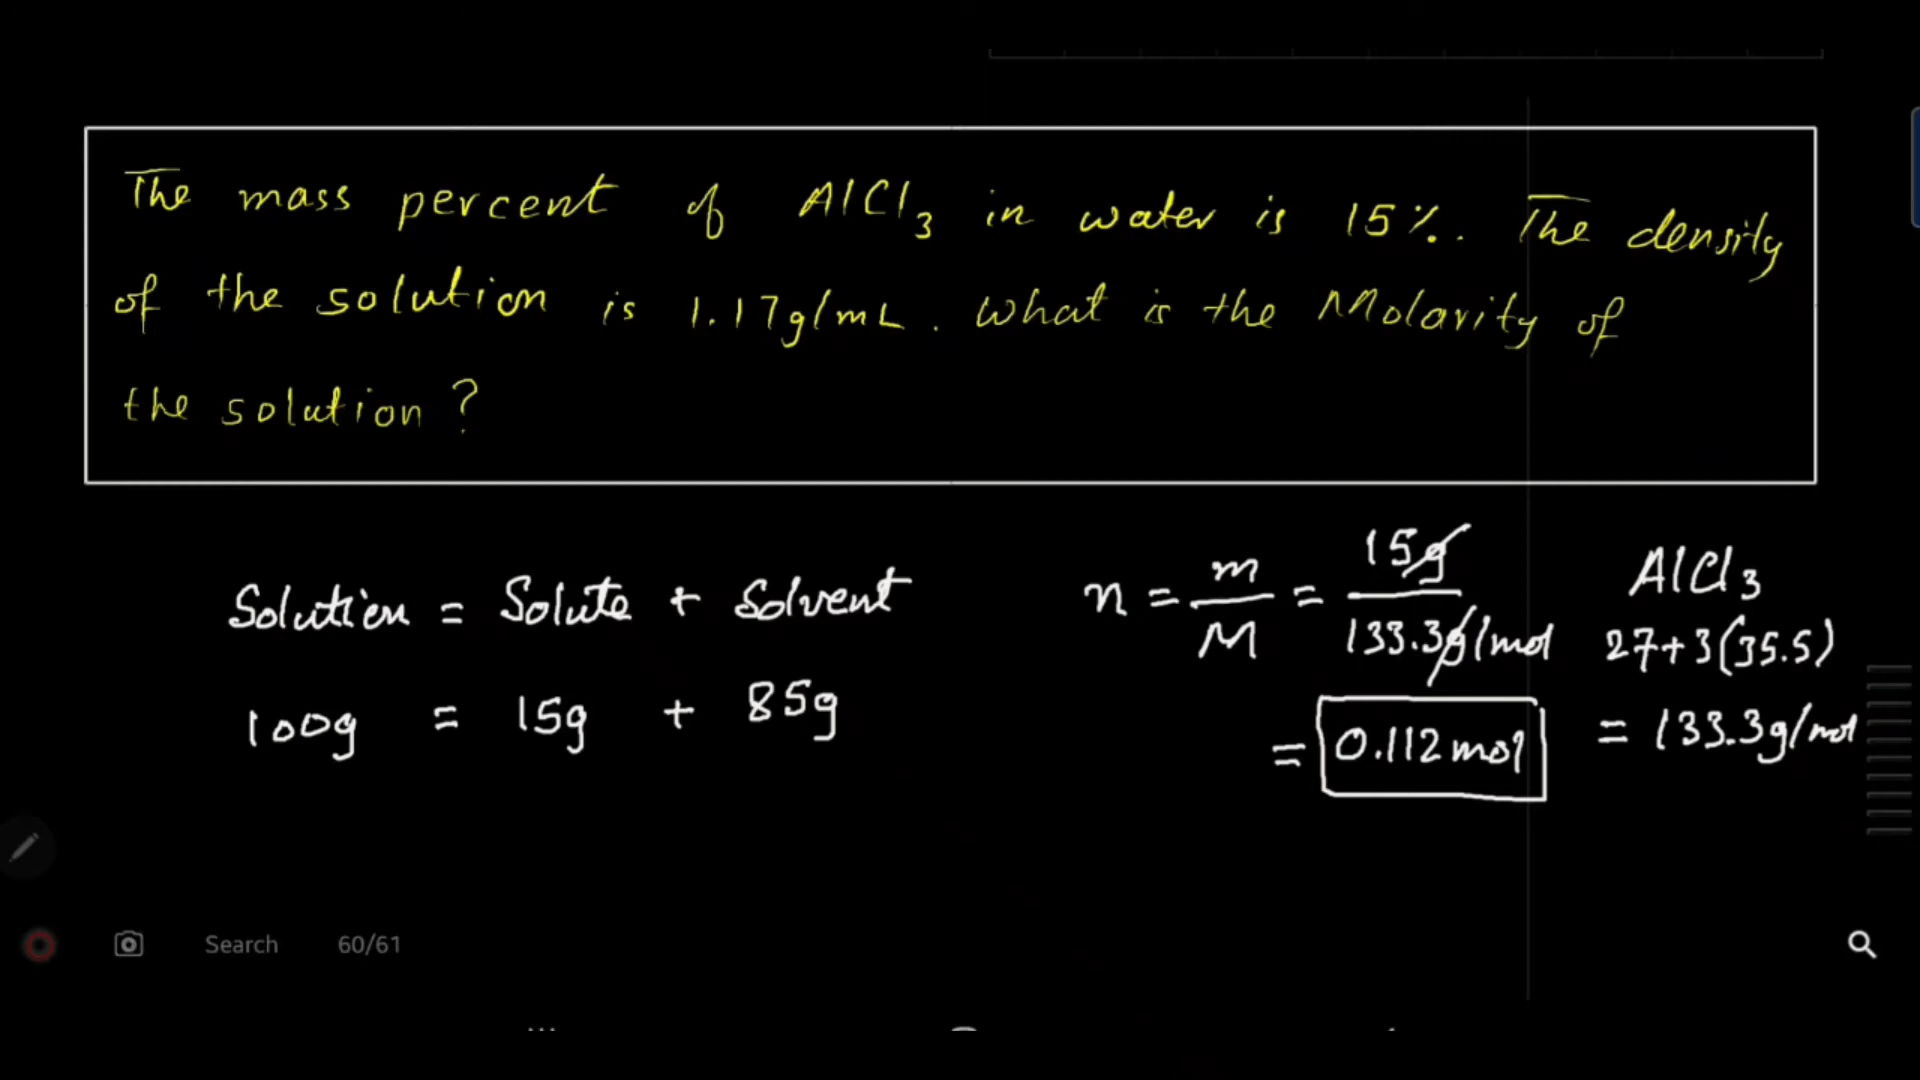 The mass percent of AlCl3 in water is 15%. The density
of the solution is 1.17g/mL. What is the Molarity of
the solution?
Solution = Solute + Solvent
100g = 15g + 85g
n = m/M = 15g/133.3g/mol
= 0.112 mol
AlCl3
27+3(35.5)
= 133.3g/mol
Search 60/61